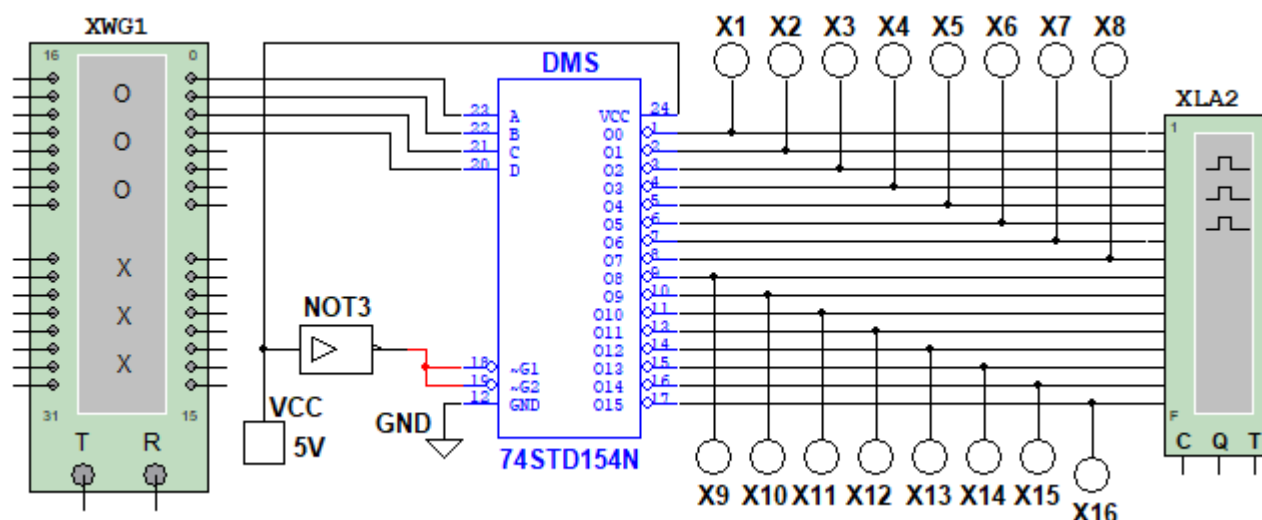 XWG1
16 0
O
O
O
X
X
X
31 15
T R
VCC
5V
NOT3
GND
DMS
23 A
22 B
21 C
20 D
18 ~G1
19 ~G2
12 GND
VCC 24
O0 1
O1 2
O2 3
O3 4
O4 5
O5 6
O6 7
O7 8
O8 9
O9 10
O10 11
O11 13
O12 14
O13 15
O14 16
O15 17
74STD154N
X1 X2 X3 X4 X5 X6 X7 X8
X9 X10 X11 X12 X13 X14 X15
X16
XLA2
1
F
C Q T